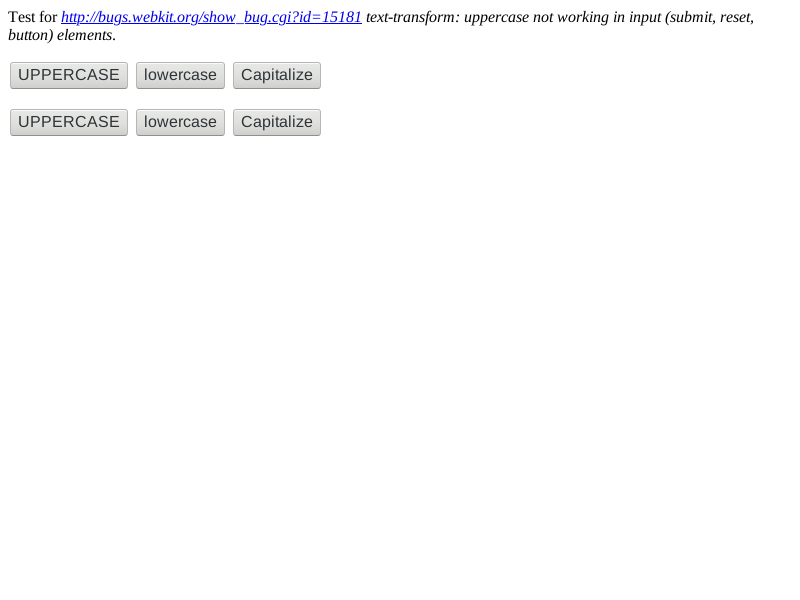 Test for http://bugs.webkit.org/show_bug.cgi?id=15181 text-transform: uppercase not working in input (submit, reset,
button) elements.
UPPERCASE lowercase Capitalize
UPPERCASE lowercase Capitalize